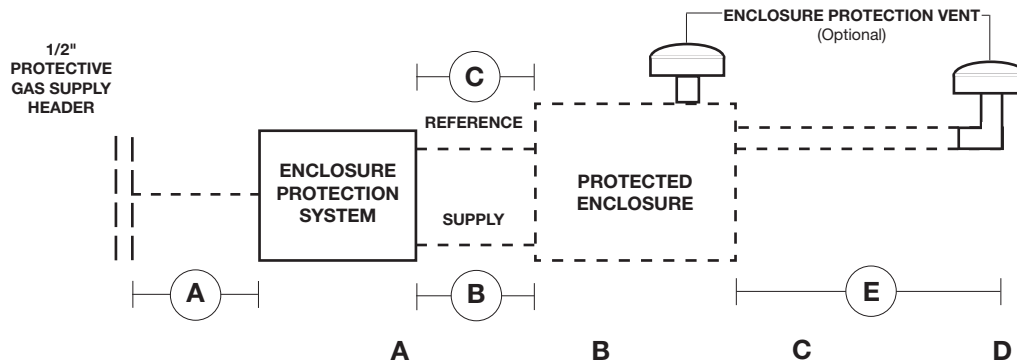 ENCLOSURE PROTECTION VENT
(Optional)
1/2"
PROTECTIVE
GAS SUPPLY
HEADER
C
REFERENCE
ENCLOSURE
PROTECTION
SYSTEM
PROTECTED
ENCLOSURE
SUPPLY
A
B
E
A B C D